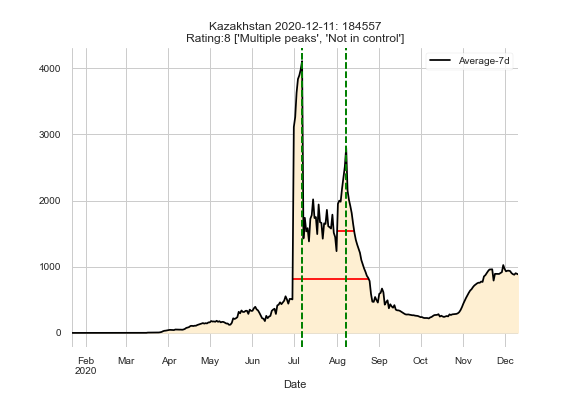 Kazakhstan 2020-12-11: 184557
Rating:8 ['Multiple peaks', 'Not in control']
Average-7d
4000
3000
2000
1000
0
Feb Mar Apr May Jun Jul Aug Sep Oct Nov Dec
2020
Date